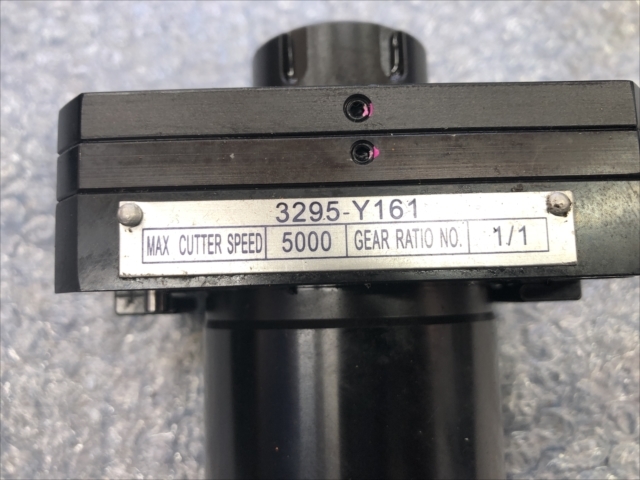 3295-Y161
MAX CUTTER SPEED 5000 GEAR RATIO NO. 1/1